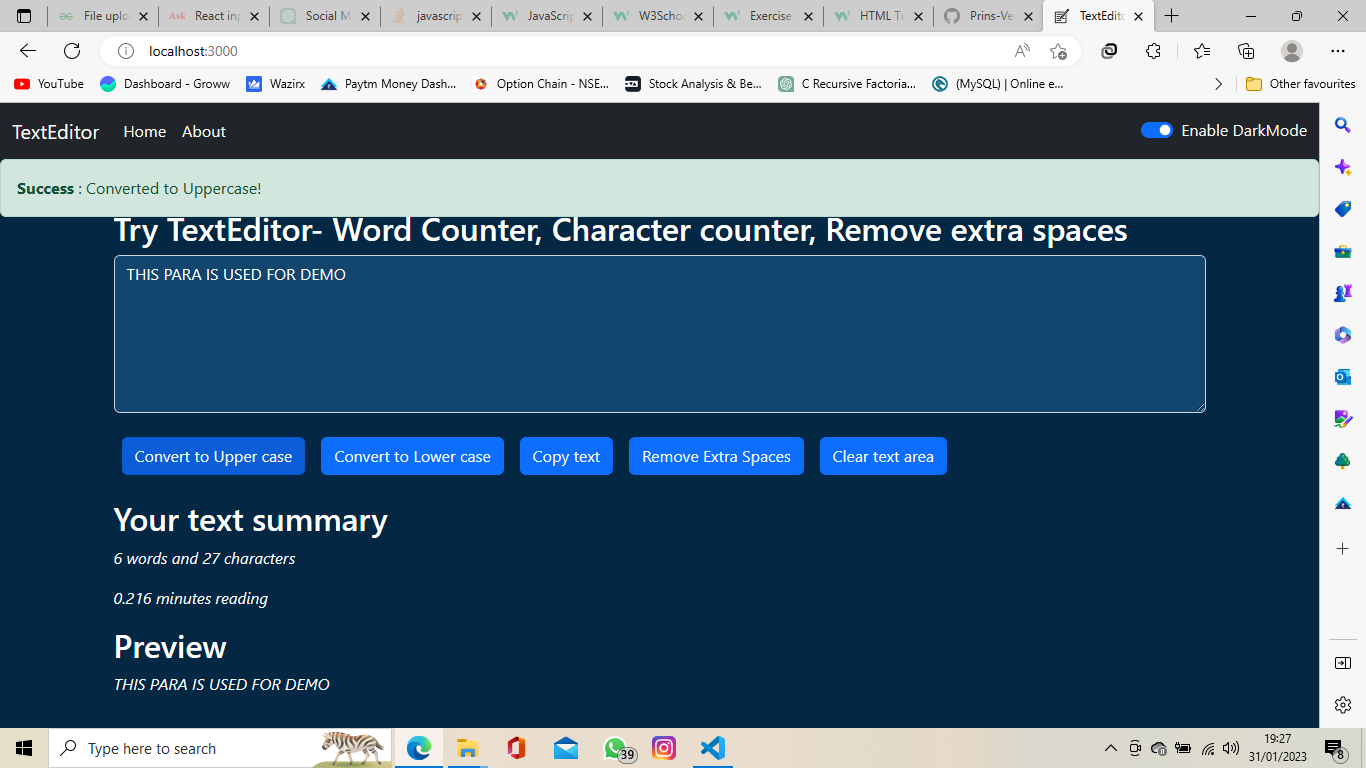 File uplo
React inp
Social M
javascrip
JavaScrip
W3Scho
Exercise
HTML Tu
Prins-Ve
TextEdito
localhost:3000
YouTube
Dashboard - Groww
Wazirx
Paytm Money Dash...
Option Chain - NSE...
Stock Analysis & Be...
C Recursive Factoria...
(MySQL) | Online e...
Other favourites
TextEditor Home About Enable DarkMode
Success : Converted to Uppercase!
Try TextEditor- Word Counter, Character counter, Remove extra spaces
THIS PARA IS USED FOR DEMO
Convert to Upper case Convert to Lower case Copy text Remove Extra Spaces Clear text area
Your text summary
6 words and 27 characters
0.216 minutes reading
Preview
THIS PARA IS USED FOR DEMO
Type here to search
39
19:27
31/01/2023
8